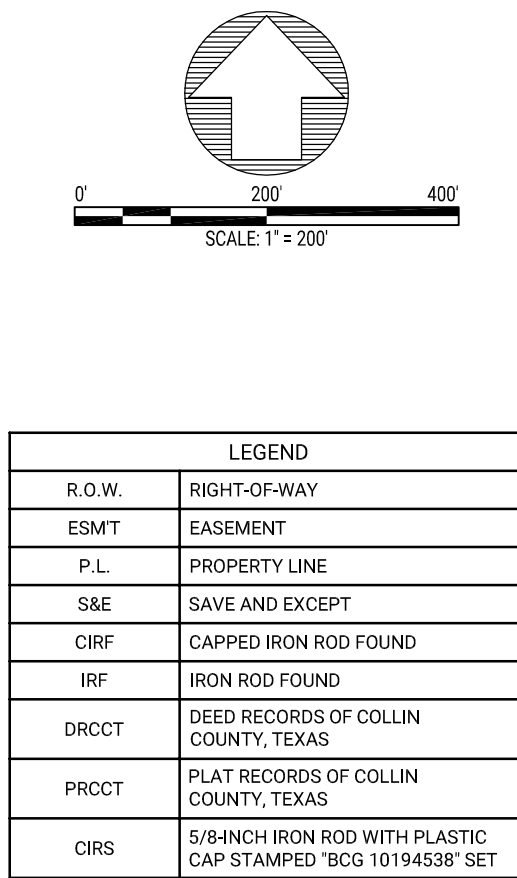 0' 200' 400'
SCALE: 1" = 200'
LEGEND
R.O.W. RIGHT-OF-WAY
ESM'T EASEMENT
P.L. PROPERTY LINE
S&E SAVE AND EXCEPT
CIRF CAPPED IRON ROD FOUND
IRF IRON ROD FOUND
DRCCT DEED RECORDS OF COLLIN
COUNTY, TEXAS
PRCCT PLAT RECORDS OF COLLIN
COUNTY, TEXAS
CIRS 5/8-INCH IRON ROD WITH PLASTIC
CAP STAMPED "BCG 10194538" SET